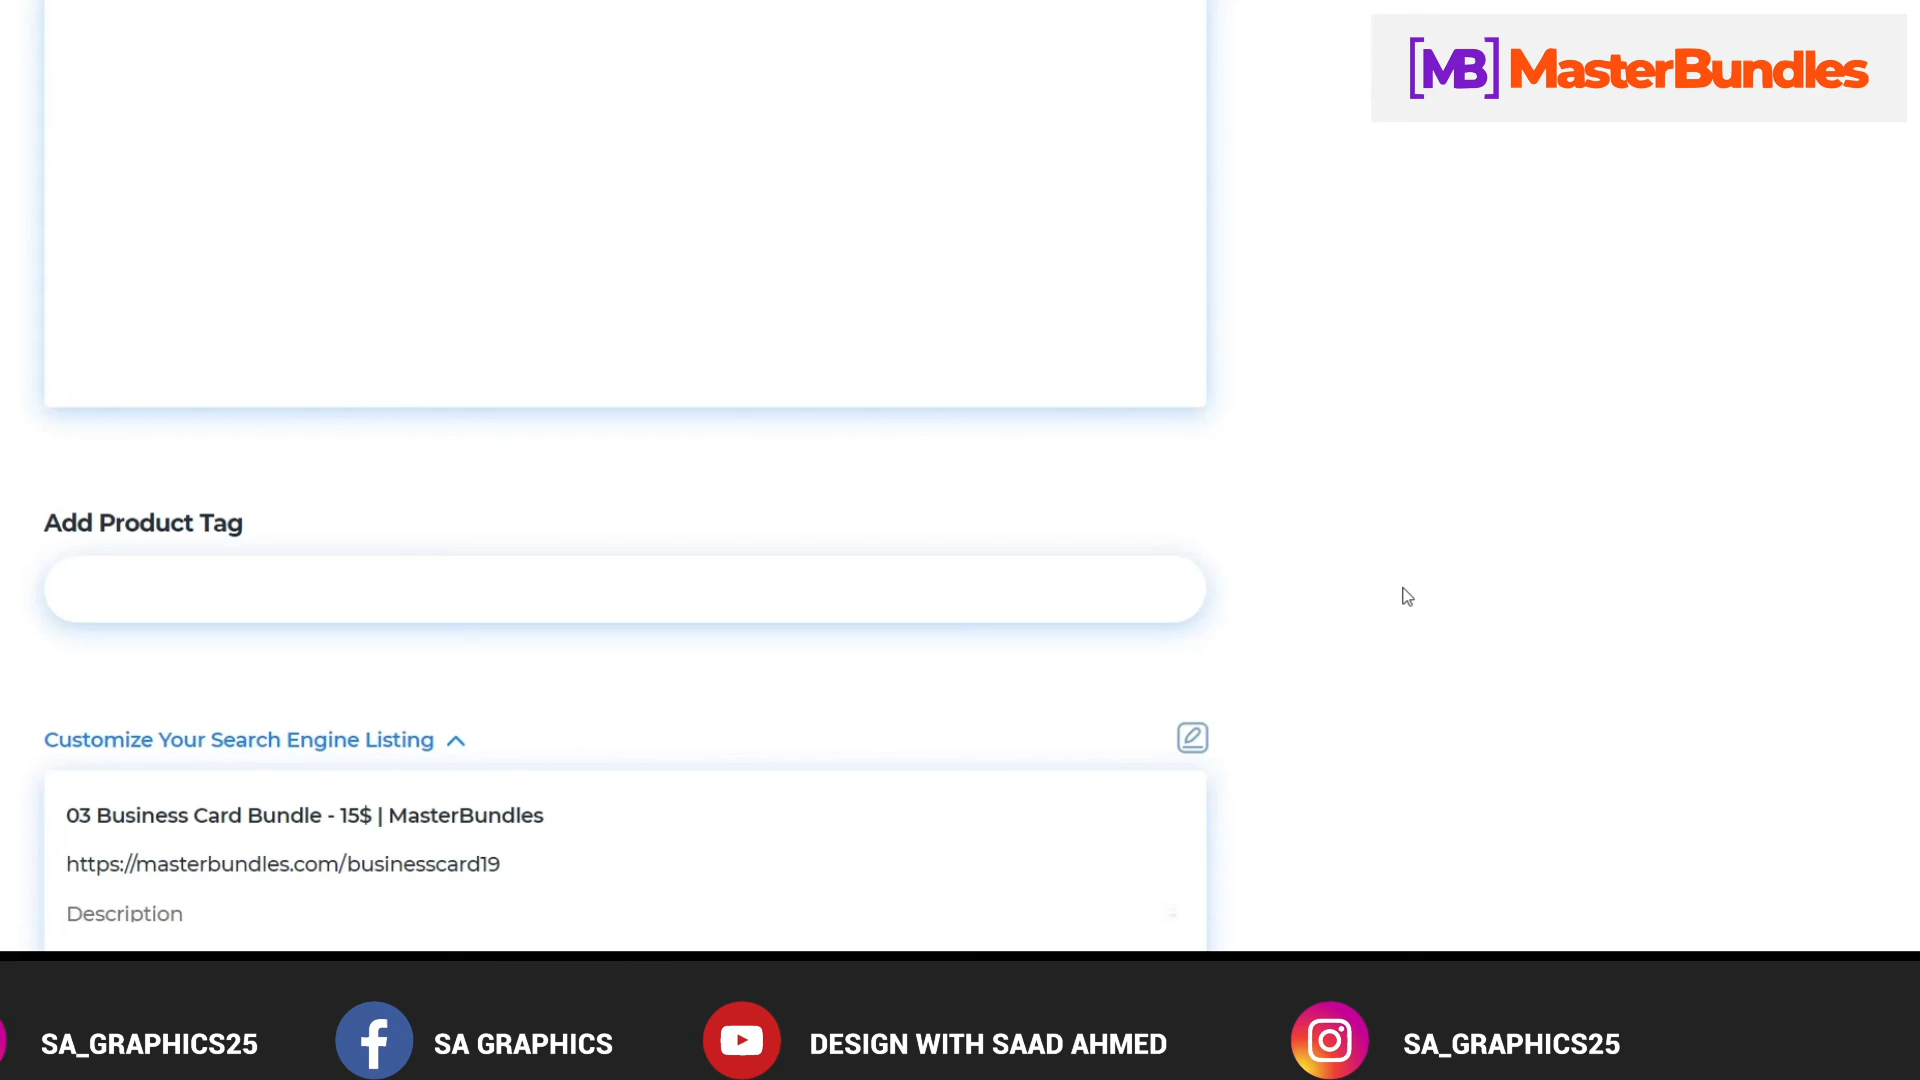 [MB] MasterBundles
Add Product Tag
Customize Your Search Engine Listing
03 Business Card Bundle - 15$ | MasterBundles
https://masterbundles.com/businesscard19
Description
SA_GRAPHICS25
SA GRAPHICS
DESIGN WITH SAAD AHMED
SA_GRAPHICS25